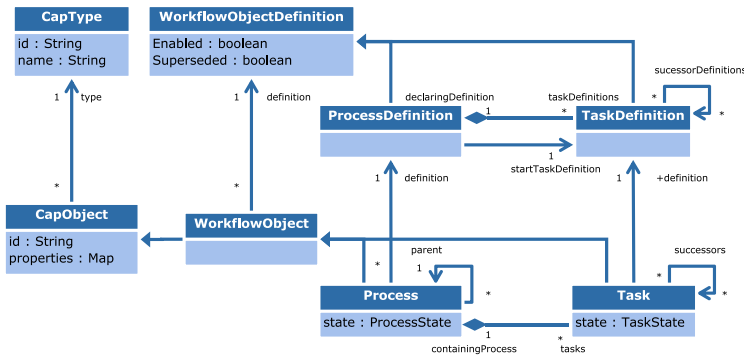 CapType
WorkflowObjectDefinition
id : String
name : String
Enabled : boolean
Superseded : boolean
sucessorDefinitions
1
type
1
definition
declaringDefinition
taskDefinitions
*
*
1
*
ProcessDefinition
TaskDefinition
1
startTaskDefinition
1
definition
1
+definition
*
*
CapObject
WorkflowObject
id : String
properties : Map
parent
successors
*
1
*
*
*
Process
Task
state : ProcessState
state : TaskState
1
*
containingProcess
tasks